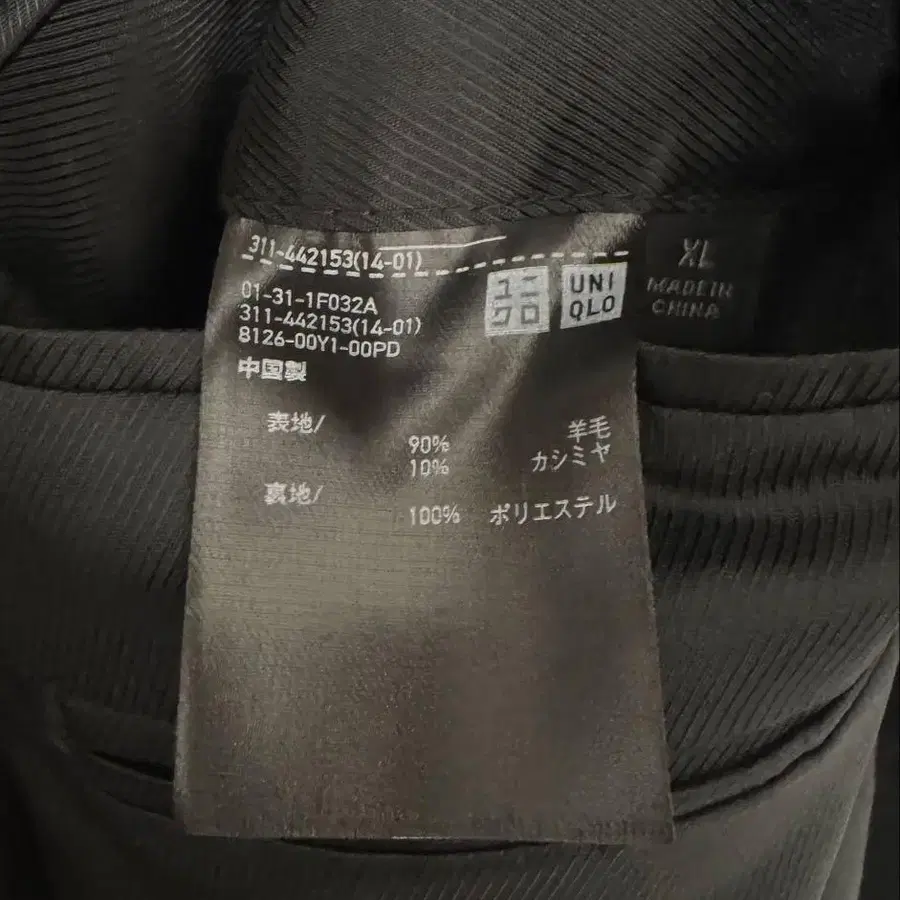 311-442153(14-01)
01-31-1F032A
311-442153(14-01)
8126-00Y1-00PD
中国製
ユニ
クロ
UNI
QLO
XL
MADE IN
CHINA
表地/
90% 羊毛
10% カシミヤ
裏地/
100% ポリエステル